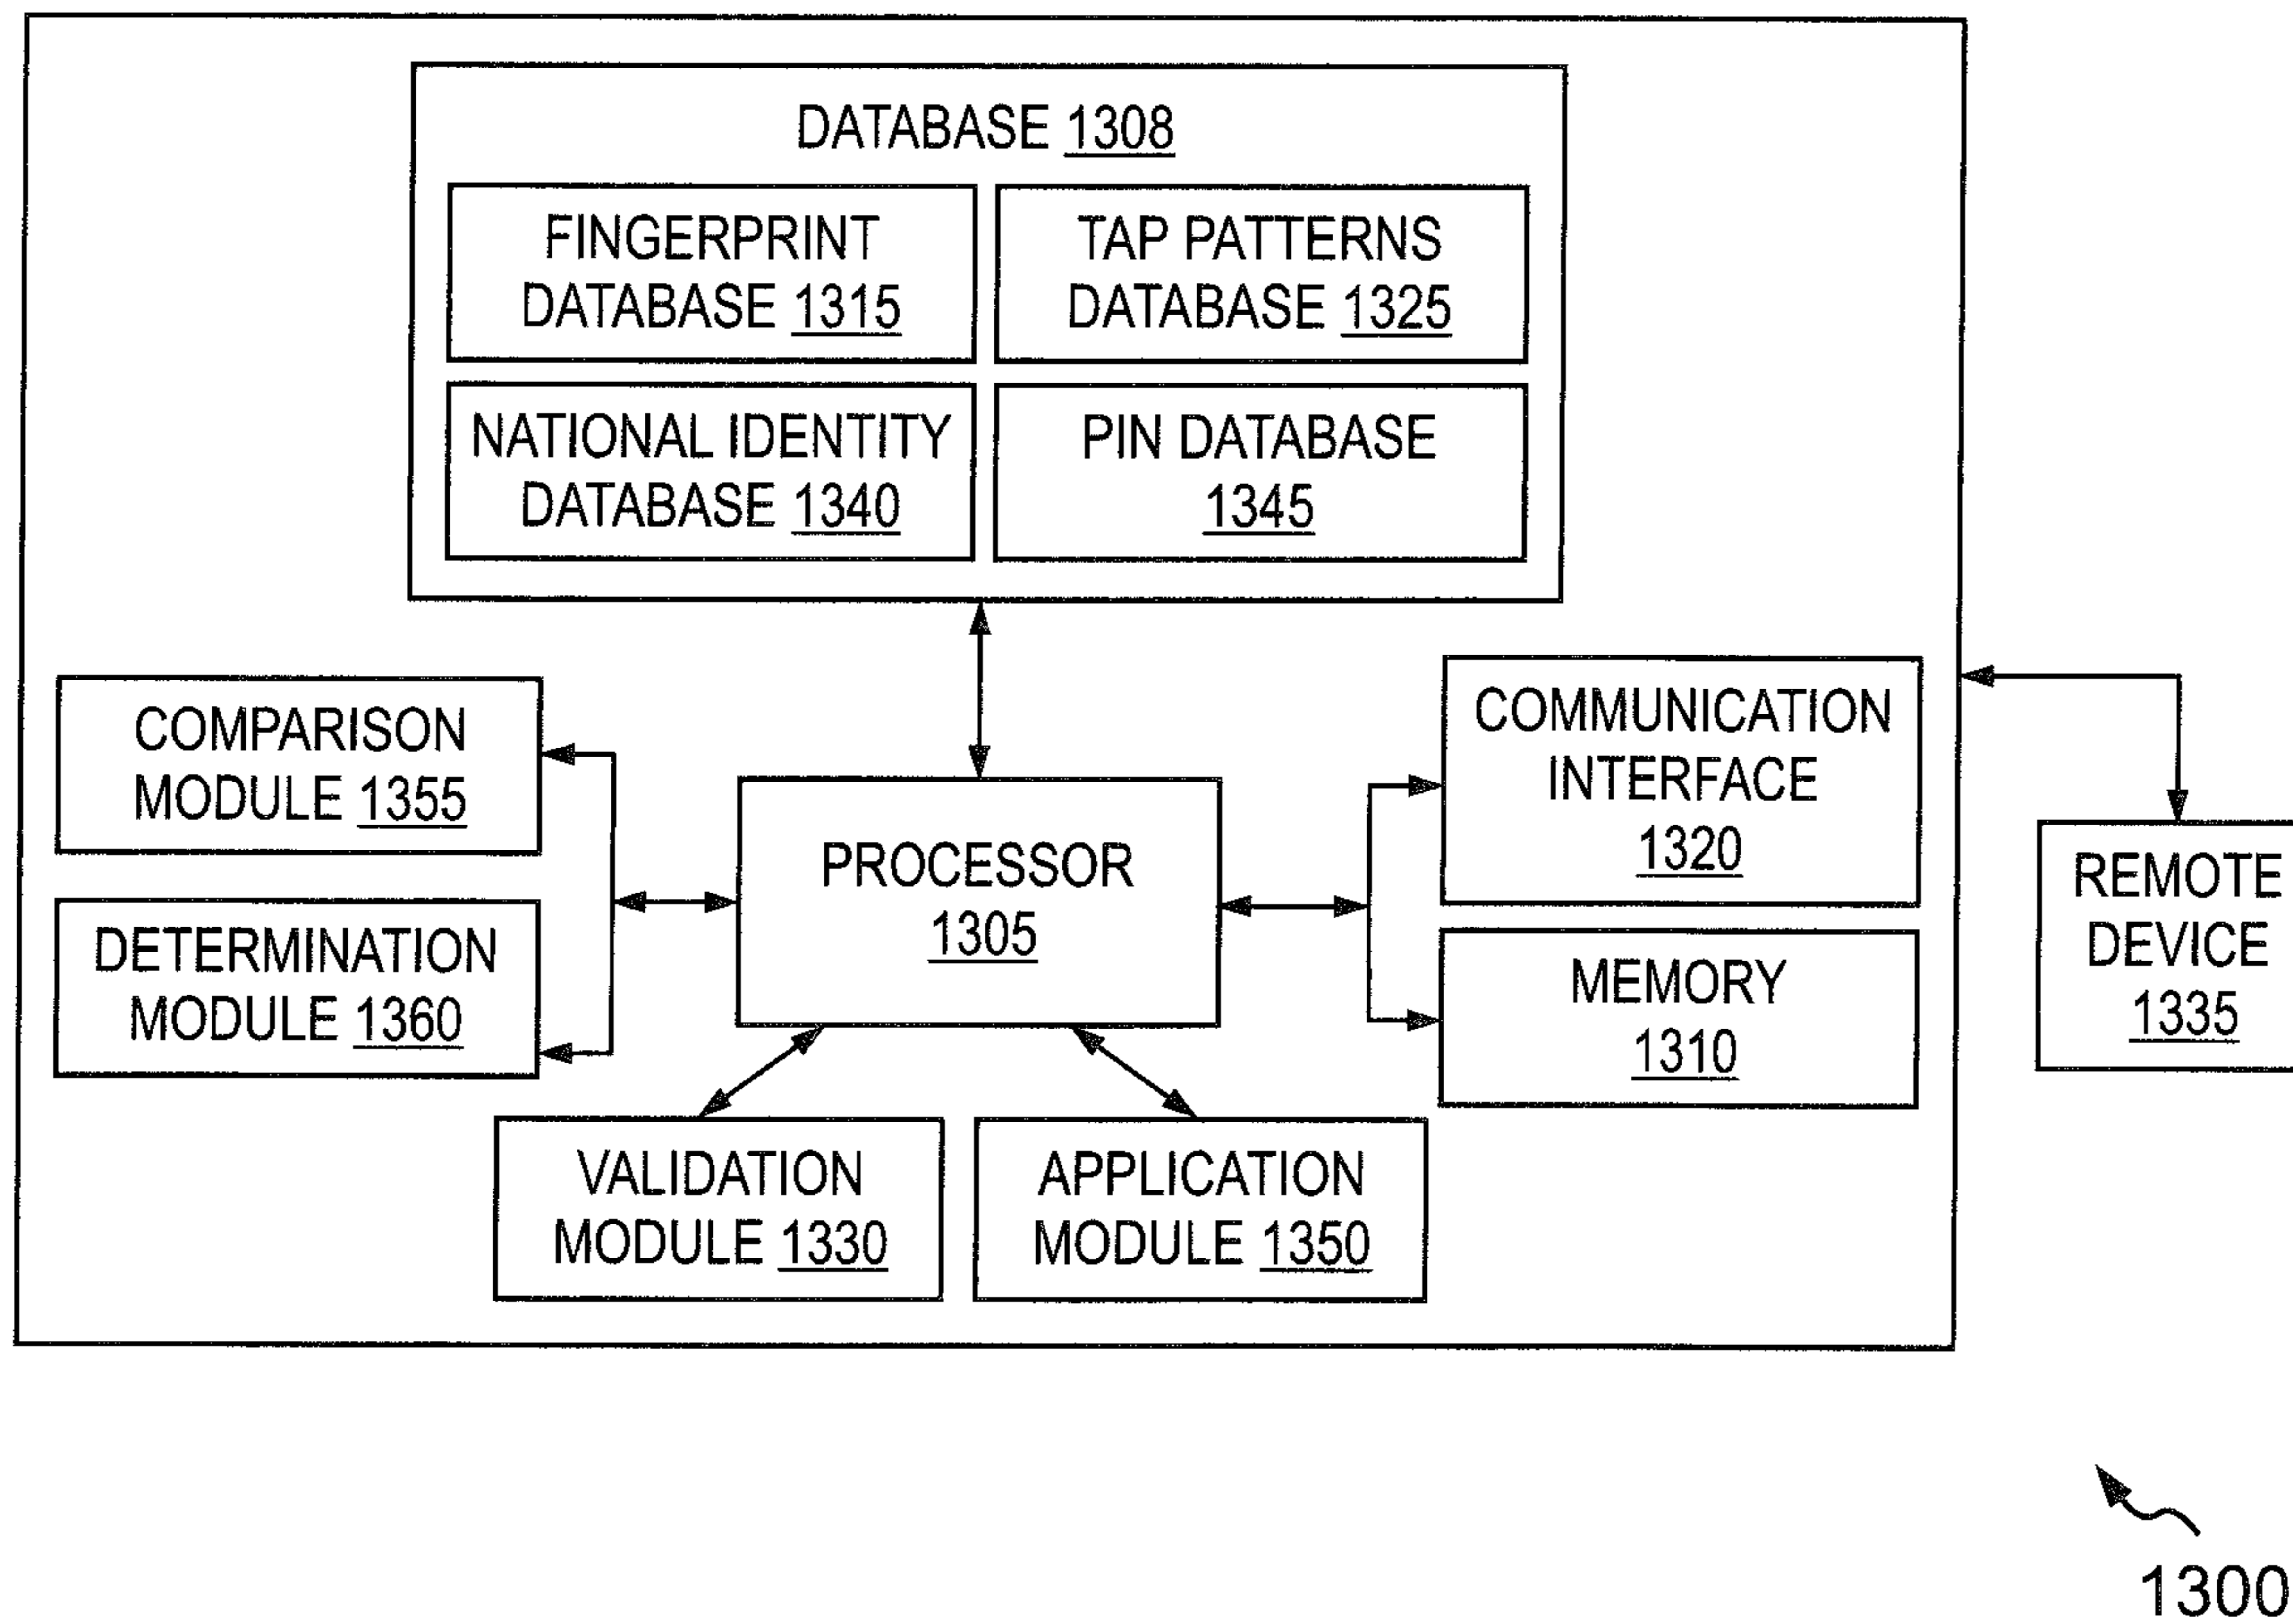 DATABASE 1308
FINGERPRINT
DATABASE 1315
TAP PATTERNS
DATABASE 1325
NATIONAL IDENTITY
DATABASE 1340
PIN DATABASE
1345
COMPARISON
MODULE 1355
DETERMINATION
MODULE 1360
PROCESSOR
1305
COMMUNICATION
INTERFACE
1320
MEMORY
1310
REMOTE
DEVICE
1335
VALIDATION
MODULE 1330
APPLICATION
MODULE 1350
1300